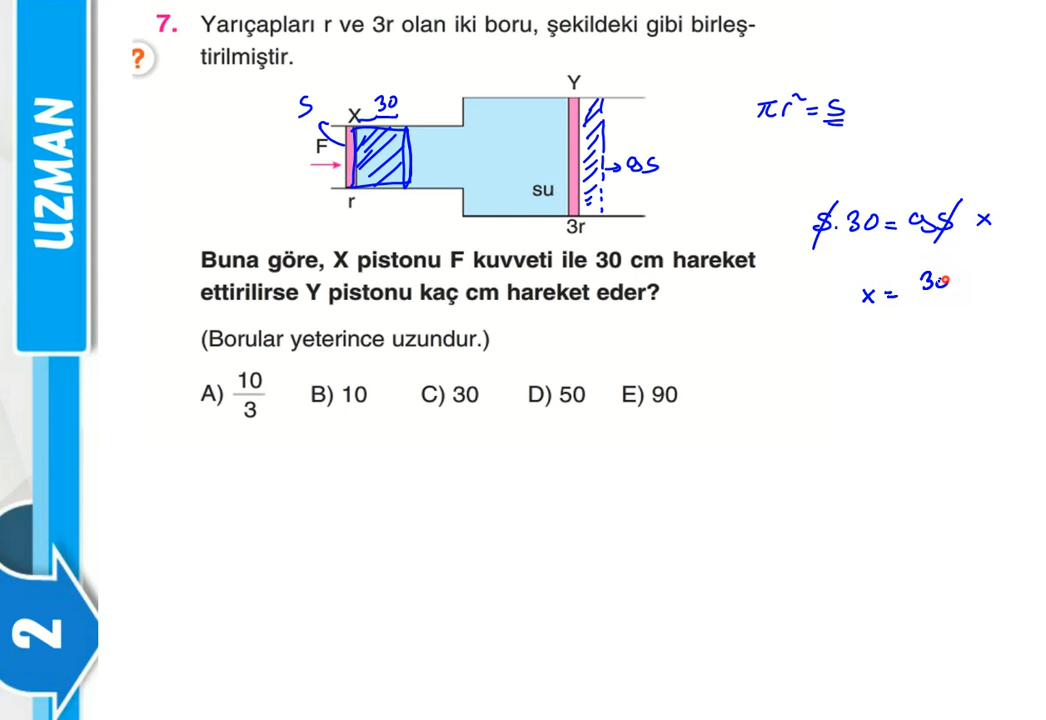 7. Yarıçapları r ve 3r olan iki boru, şekildeki gibi birleş-
tirilmiştir.
?
Y
S
X
30
F
r
su
3r
→ 9S
πr² = S
S. 30 = 9S x
x = 30
Buna göre, X pistonu F kuvveti ile 30 cm hareket
ettirilirse Y pistonu kaç cm hareket eder?
(Borular yeterince uzundur.)
A) 10/3 B) 10 C) 30 D) 50 E) 90
UZMAN
2